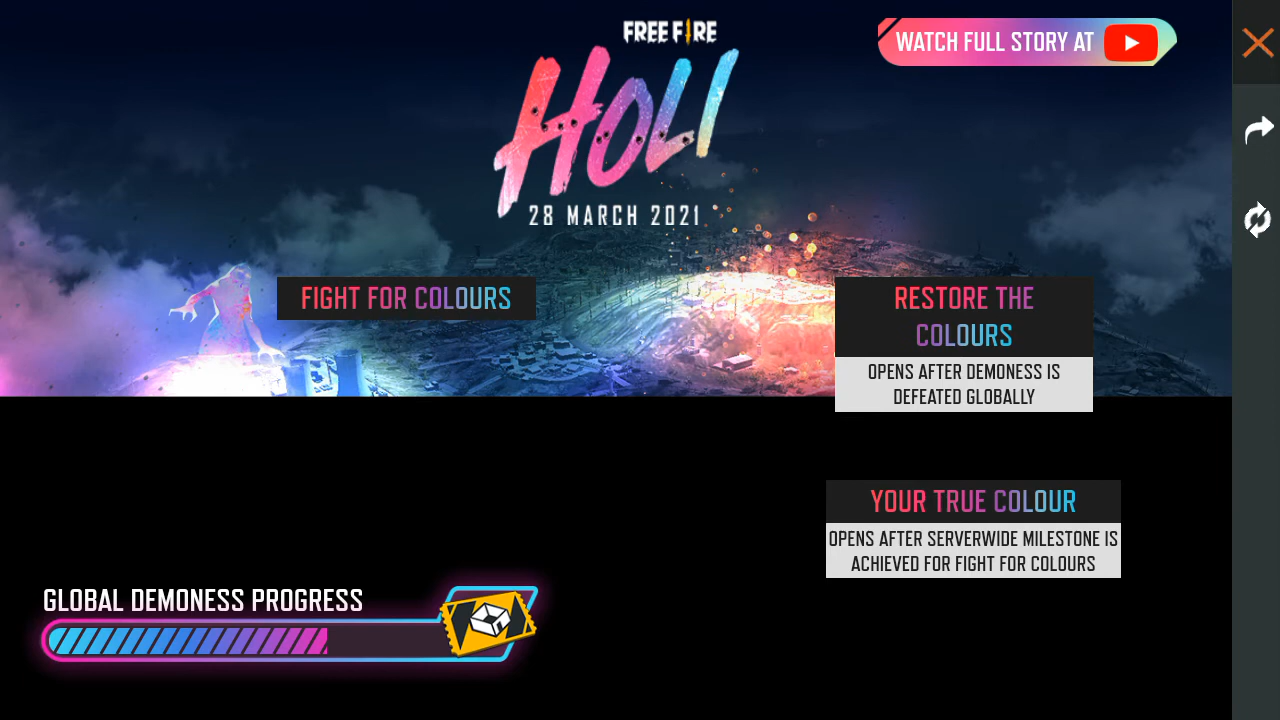 FREE FIRE
HOLI
28 MARCH 2021
WATCH FULL STORY AT
FIGHT FOR COLOURS
RESTORE THE
COLOURS
OPENS AFTER DEMONESS IS
DEFEATED GLOBALLY
YOUR TRUE COLOUR
OPENS AFTER SERVERWIDE MILESTONE IS
ACHIEVED FOR FIGHT FOR COLOURS
GLOBAL DEMONESS PROGRESS